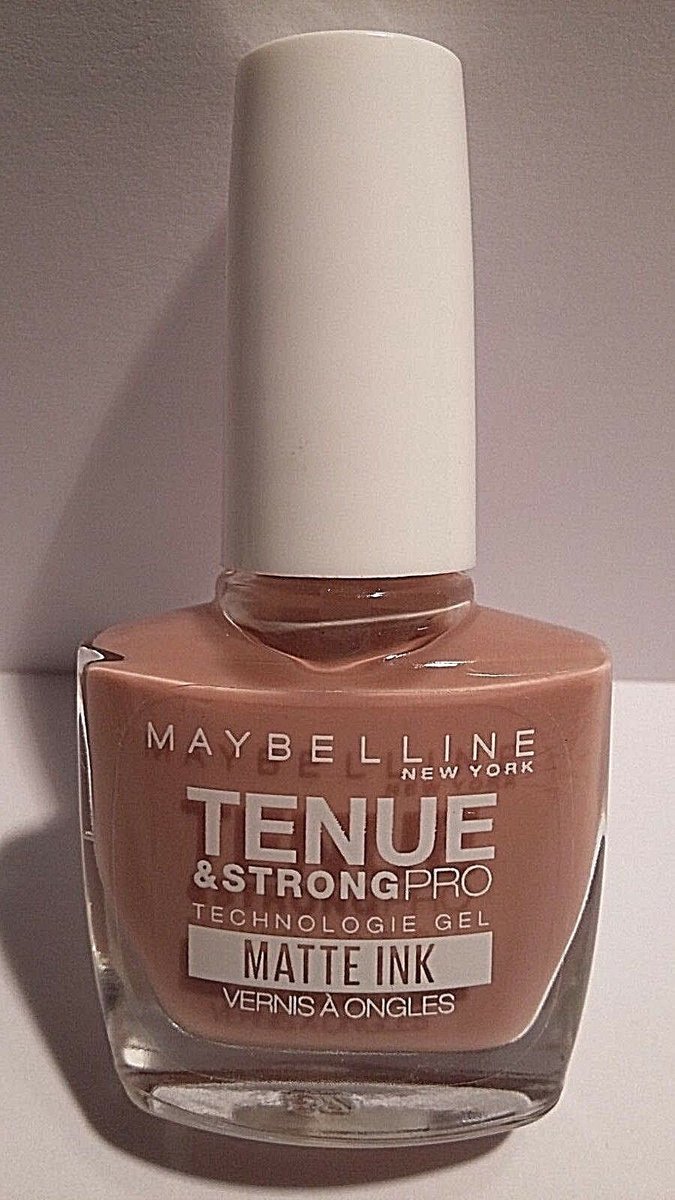 MAYBELLINE
NEW YORK
TENUE
&STRONGPRO
TECHNOLOGIE GEL
MATTE INK
VERNIS À ONGLES